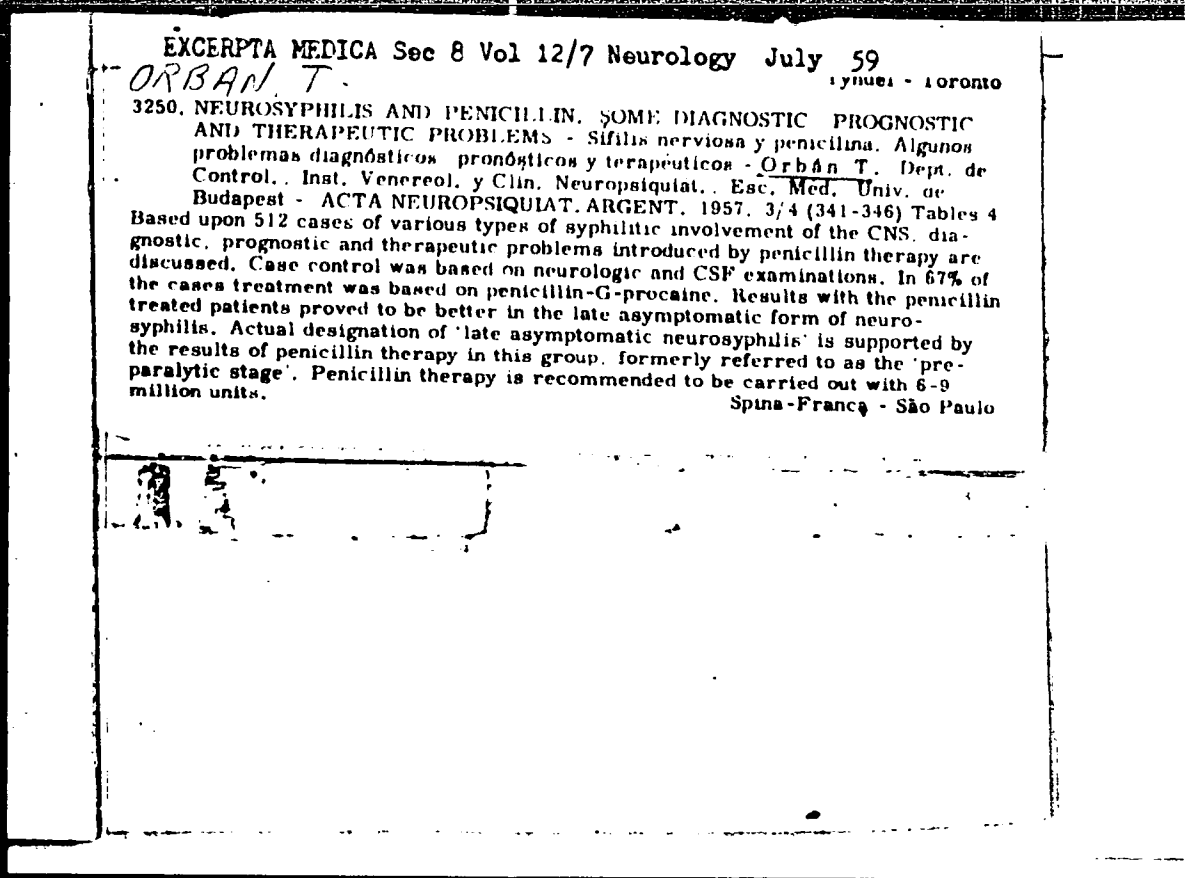 EXCERPTA MEDICA Sec 8 Vol 12/7 Neurology July 59
ORBAN T.
- Toronto
3250. NEUROSYPHILIS AND PENICILLIN. SOME DIAGNOSTIC PROGNOSTIC
AND THERAPEUTIC PROBLEMS - Sifilis nerviosa y penicilina. Algunos
problemas diagnósticos pronósticos y terapéuticos - Orbán T. Dept. de
Control., Inst. Venereol. y Clin. Neuropsiquiat., Esc. Med. Univ. de
Budapest - ACTA NEUROPSIQUIAT. ARGENT. 1957, 3/4 (341-346) Tables 4
Based upon 512 cases of various types of syphilitic involvement of the CNS, dia-
gnostic, prognostic and therapeutic problems introduced by penicillin therapy are
discussed. Case control was based on neurologic and CSF examinations. In 67% of
the cases treatment was based on penicillin-G-procaine. Results with the penicillin
treated patients proved to be better in the late asymptomatic form of neuro-
syphilis. Actual designation of 'late asymptomatic neurosyphilis' is supported by
the results of penicillin therapy in this group, formerly referred to as the 'pre-
paralytic stage'. Penicillin therapy is recommended to be carried out with 6-9
million units.
Spina-França - São Paulo